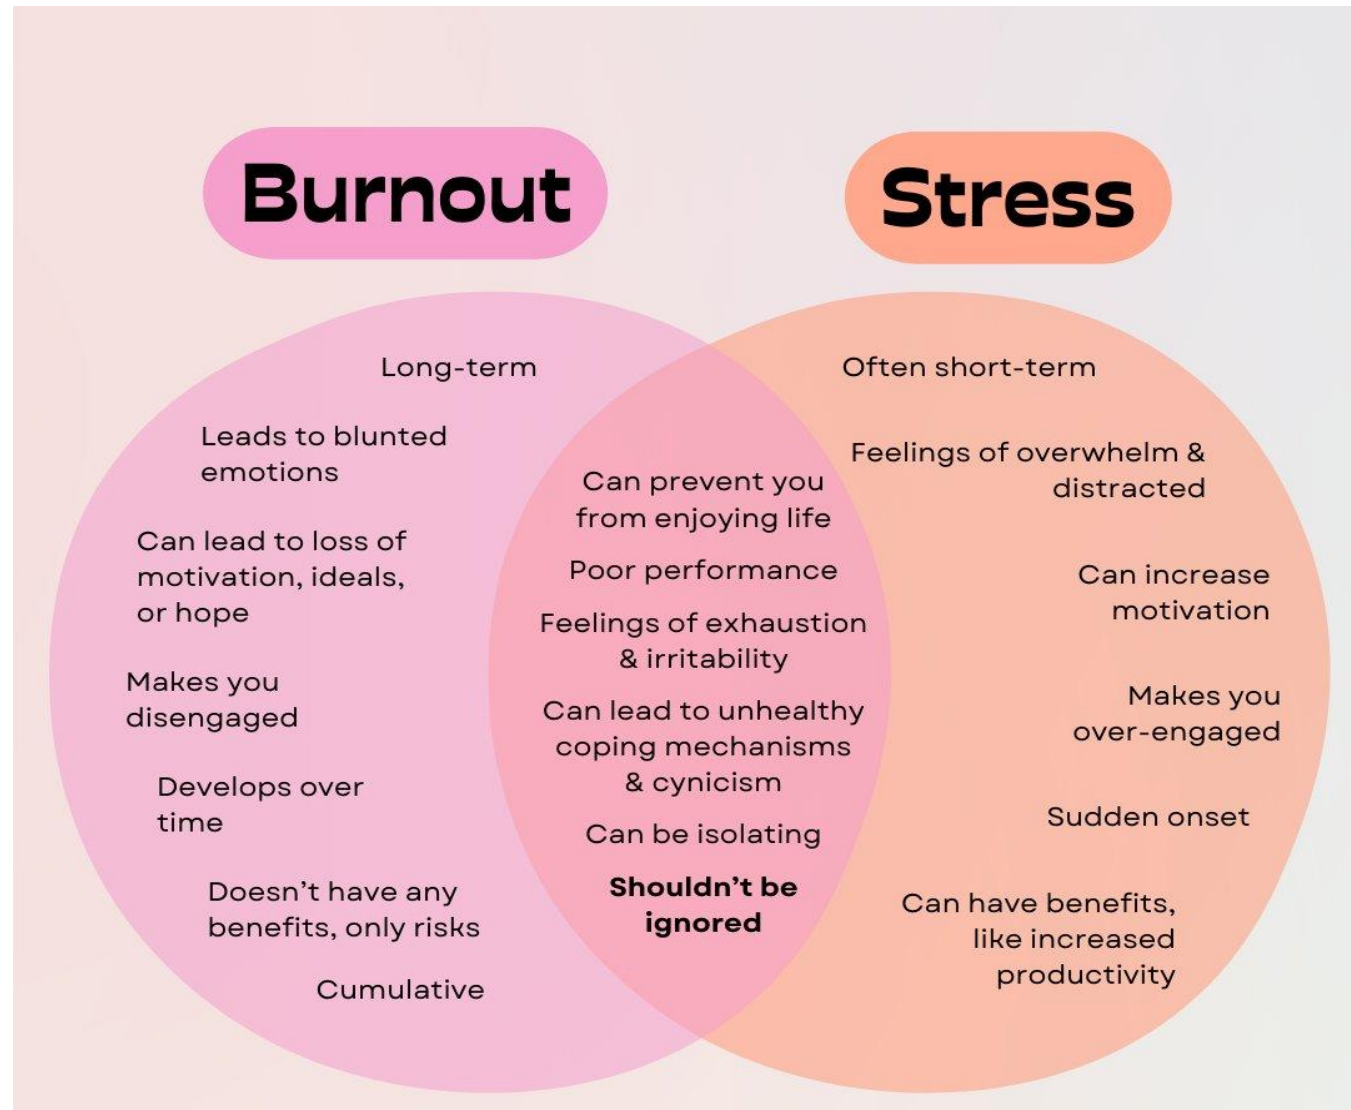 Burnout
Stress
Long-term
Leads to blunted
emotions
Can lead to loss of
motivation, ideals,
or hope
Makes you
disengaged
Develops over
time
Doesn’t have any
benefits, only risks
Cumulative
Can prevent you
from enjoying life
Poor performance
Feelings of exhaustion
& irritability
Can lead to unhealthy
coping mechanisms
& cynicism
Can be isolating
Shouldn’t be
ignored
Often short-term
Feelings of overwhelm &
distracted
Can increase
motivation
Makes you
over-engaged
Sudden onset
Can have benefits,
like increased
productivity